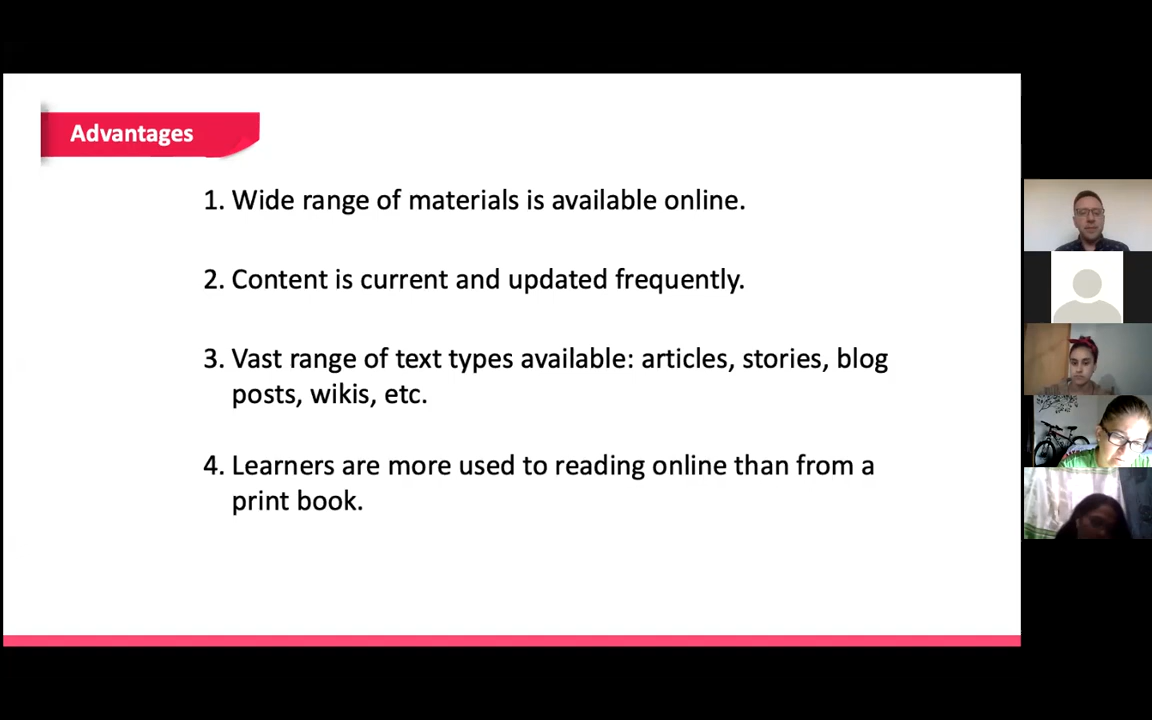 Advantages
1. Wide range of materials is available online.
2. Content is current and updated frequently.
3. Vast range of text types available: articles, stories, blog
posts, wikis, etc.
4. Learners are more used to reading online than from a
print book.